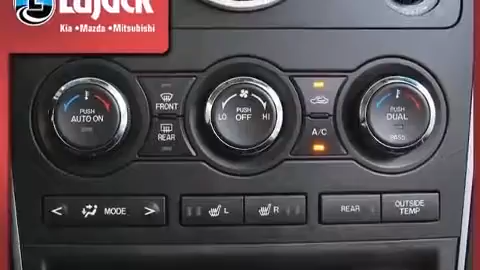 Lujack
Kia • Mazda • Mitsubishi
PUSH
AUTO ON
FRONT
REAR
LO
PUSH
OFF
HI
A/C
PUSH
DUAL
PASS
< MODE >
L
R
REAR
OUTSIDE
TEMP